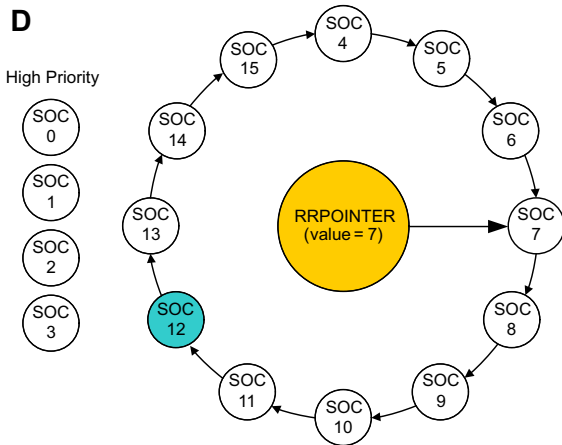 D
High Priority
SOC
0
SOC
1
SOC
2
SOC
3
SOC
4
SOC
5
SOC
6
SOC
7
SOC
8
SOC
9
SOC
10
SOC
11
SOC
12
SOC
13
SOC
14
SOC
15
RRPOINTER
(value = 7)